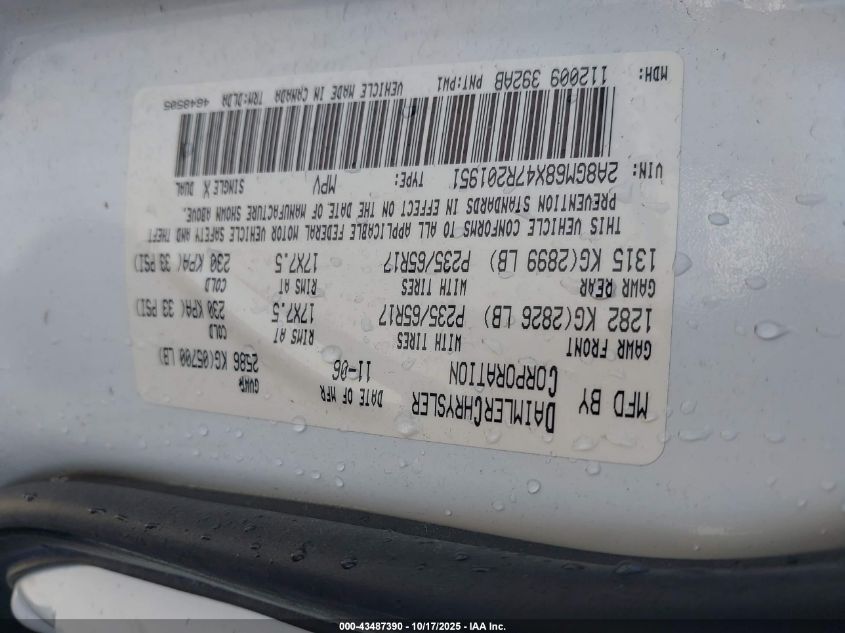 MFD BY DAIMLERCHRYSLER CORPORATION DATE OF MFR 11-06 GVWR 2586 KG(05700 LB)
GAWR FRONT WITH TIRES RIMS AT COLD
1282 KG(2826 LB) P235/65R17 17X7.5 230 KPA( 33 PSI)
GAWR REAR WITH TIRES RIMS AT COLD
1315 KG(2899 LB) P235/65R17 17X7.5 230 KPA( 33 PSI)
THIS VEHICLE CONFORMS TO ALL APPLICABLE FEDERAL MOTOR VEHICLE SAFETY AND THEFT
PREVENTION STANDARDS IN EFFECT ON THE DATE OF MANUFACTURE SHOWN ABOVE.
VIN: 2A8GM68X47R201951 TYPE: MPV SINGLE X DUAL
MDH: 112009 392AB PNT:PW1 VEHICLE MADE IN CANADA TRM:DLDA 4648505
000-43487390 - 10/17/2025 - IAA Inc.